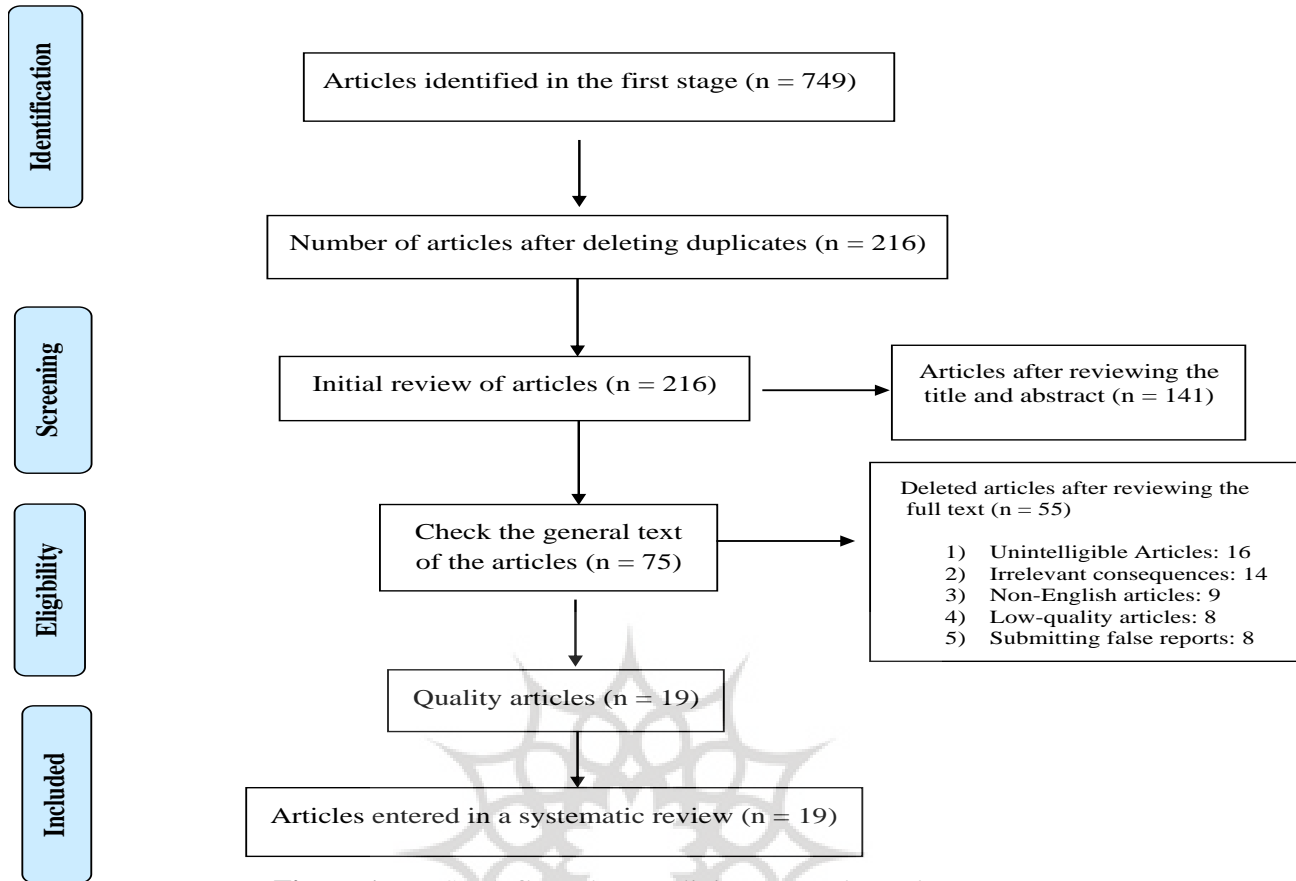 Identification
Articles identified in the first stage (n = 749)
Number of articles after deleting duplicates (n = 216)
Screening
Initial review of articles (n = 216)
Articles after reviewing the
title and abstract (n = 141)
Eligibility
Check the general text
of the articles (n = 75)
Deleted articles after reviewing the
full text (n = 55)
1) Unintelligible Articles: 16
2) Irrelevant consequences: 14
3) Non-English articles: 9
4) Low-quality articles: 8
5) Submitting false reports: 8
Quality articles (n = 19)
Included
Articles entered in a systematic review (n = 19)